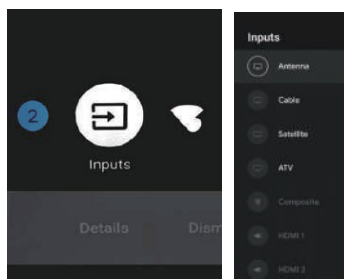 2
Inputs
Details
Dism
Inputs
Antenna
Cable
Satellite
ATV
Composite
HDMI 1
HDMI 2